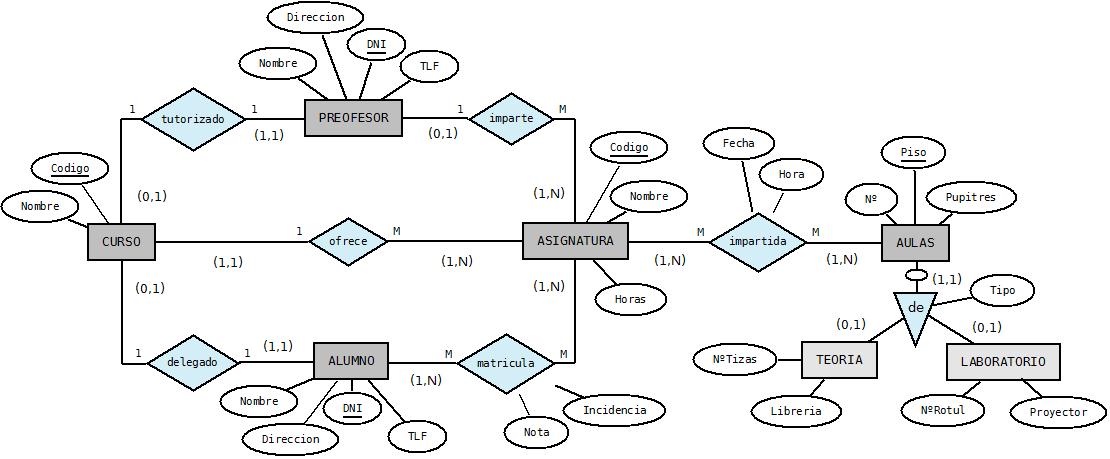 Direccion
DNI
Nombre
TLF
1
tutorizado
1
PREOFESOR
1
imparte
M
(1,1)
(0,1)
Codigo
Fecha
Piso
Codigo
Hora
(0,1)
(1,N)
Nombre
Nº
Pupitres
Nombre
CURSO
1
ofrece
M
ASIGNATURA
M
impartida
M
AULAS
(1,1)
(1,N)
(1,N)
(1,N)
(0,1)
(1,N)
Horas
(1,1)
Tipo
de
(0,1)
(0,1)
1
delegado
1
(1,1)
ALUMNO
M
matricula
M
NºTizas
TEORIA
LABORATORIO
(1,N)
Nombre
DNI
Incidencia
Libreria
NºRotul
Proyector
Direccion
TLF
Nota